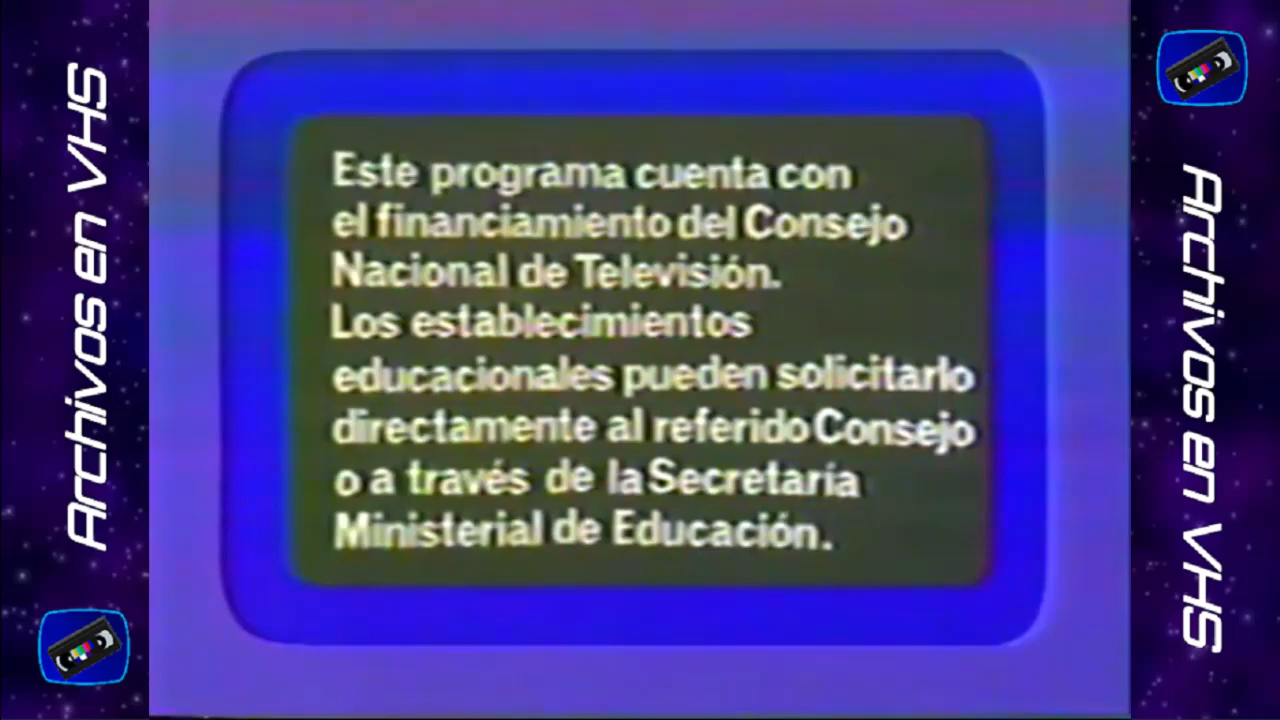 Este programa cuenta con
el financiamiento del Consejo
Nacional de Televisión.
Los establecimientos
educacionales pueden solicitarlo
directamente al referido Consejo
o a través de la Secretaría
Ministerial de Educación.
Archivos en VHS
Archivos en VHS